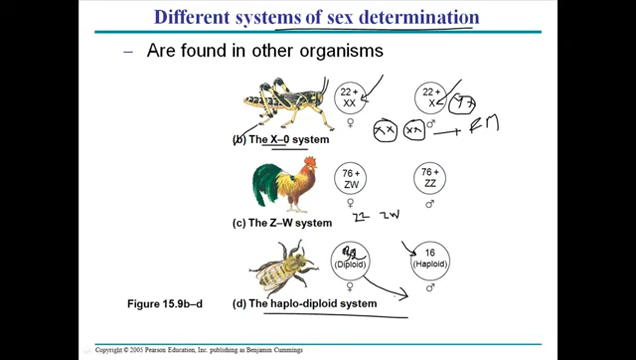 Different systems of sex determination
– Are found in other organisms
22 +
XX
♀
22 +
X
♂
(b) The X–0 system
76 +
ZW
♀
76 +
ZZ
♂
(c) The Z–W system
ZZ ZW
(Diploid)
♀
16
(Haploid)
♂
Figure 15.9b–d
(d) The haplo-diploid system
Copyright © 2005 Pearson Education, Inc. publishing as Benjamin Cummings